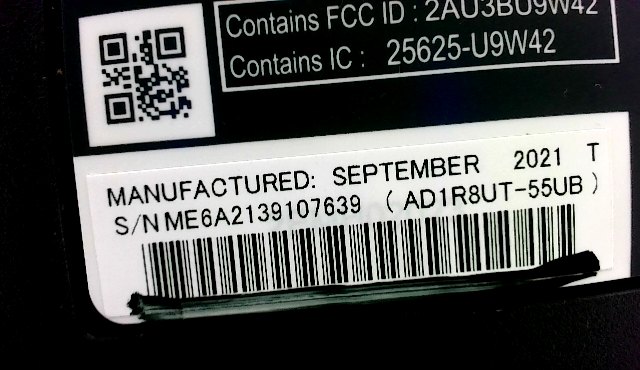 Contains FCC ID : 2AU3BU9W42
Contains IC : 25625-U9W42
MANUFACTURED: SEPTEMBER 2021 T
S/N ME6A2139107639 ( AD1R8UT-55UB )